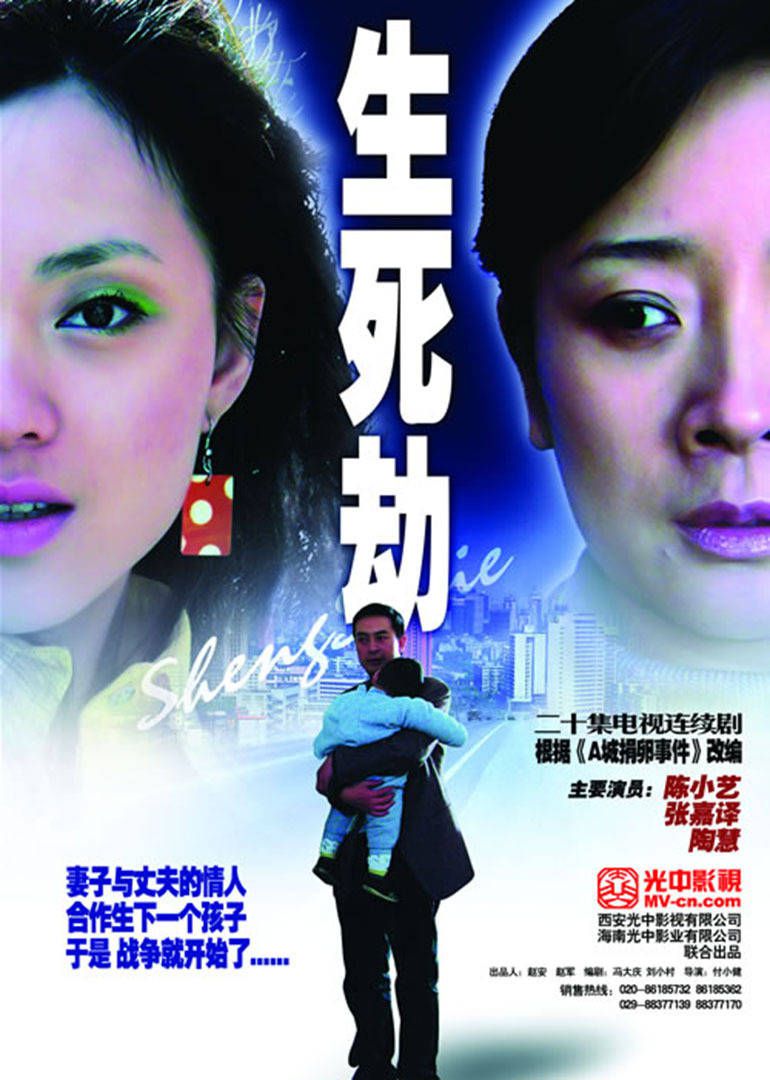 生死劫
Sheng Si Jie
二十集电视连续剧
根据《A城捐卵事件》改编
主要演员：陈小艺
张嘉译
陶慧
妻子与丈夫的情人
合作生下一个孩子
于是 战争就开始了......
光中影視
MV-cn.com
西安光中影视有限公司
海南光中影业有限公司
联合出品
出品人：赵安 赵军 编剧：冯大庆 刘小村 导演：付小健
销售热线：020-86185732 86185362
029-88377139 88377170